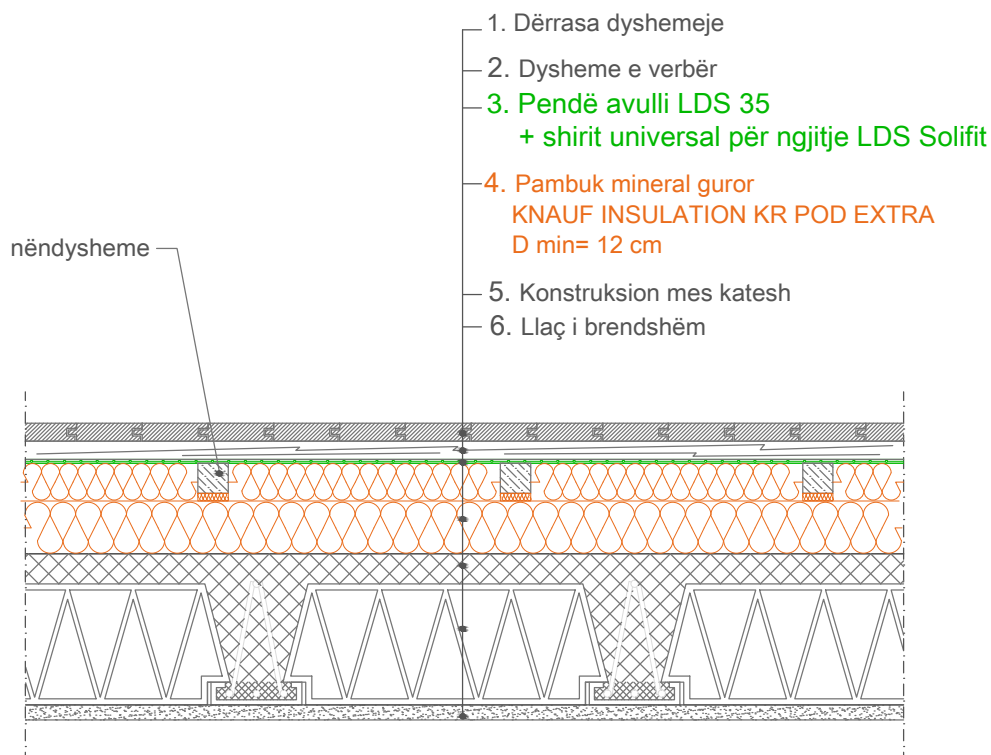 1. Dërrasa dyshemeje
2. Dysheme e verbër
3. Pendë avulli LDS 35
+ shirit universal për ngjitje LDS Solifit
4. Pambuk mineral guror
KNAUF INSULATION KR POD EXTRA
D min= 12 cm
nëndysheme
5. Konstruksion mes katesh
6. Llaç i brendshëm